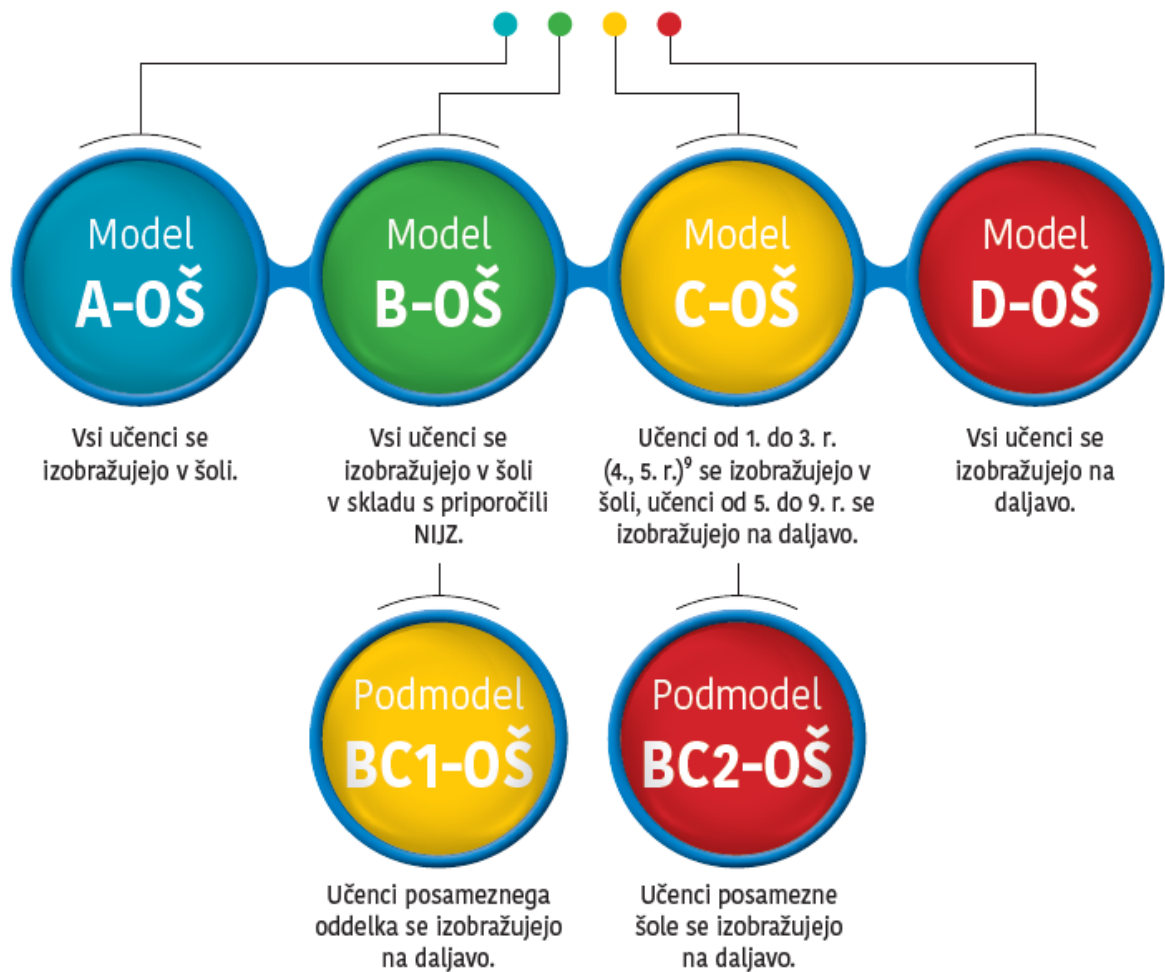 Model
A-OŠ
Vsi učenci se
izobražujejo v šoli.
Model
B-OŠ
Vsi učenci se
izobražujejo v šoli
v skladu s priporočili
NIJZ.
Model
C-OŠ
Učenci od 1. do 3. r.
(4., 5. r.)⁹ se izobražujejo v
šoli, učenci od 5. do 9. r. se
izobražujejo na daljavo.
Model
D-OŠ
Vsi učenci se
izobražujejo na
daljavo.
Podmodel
BC1-OŠ
Učenci posameznega
oddelka se izobražujejo
na daljavo.
Podmodel
BC2-OŠ
Učenci posamezne
šole se izobražujejo
na daljavo.